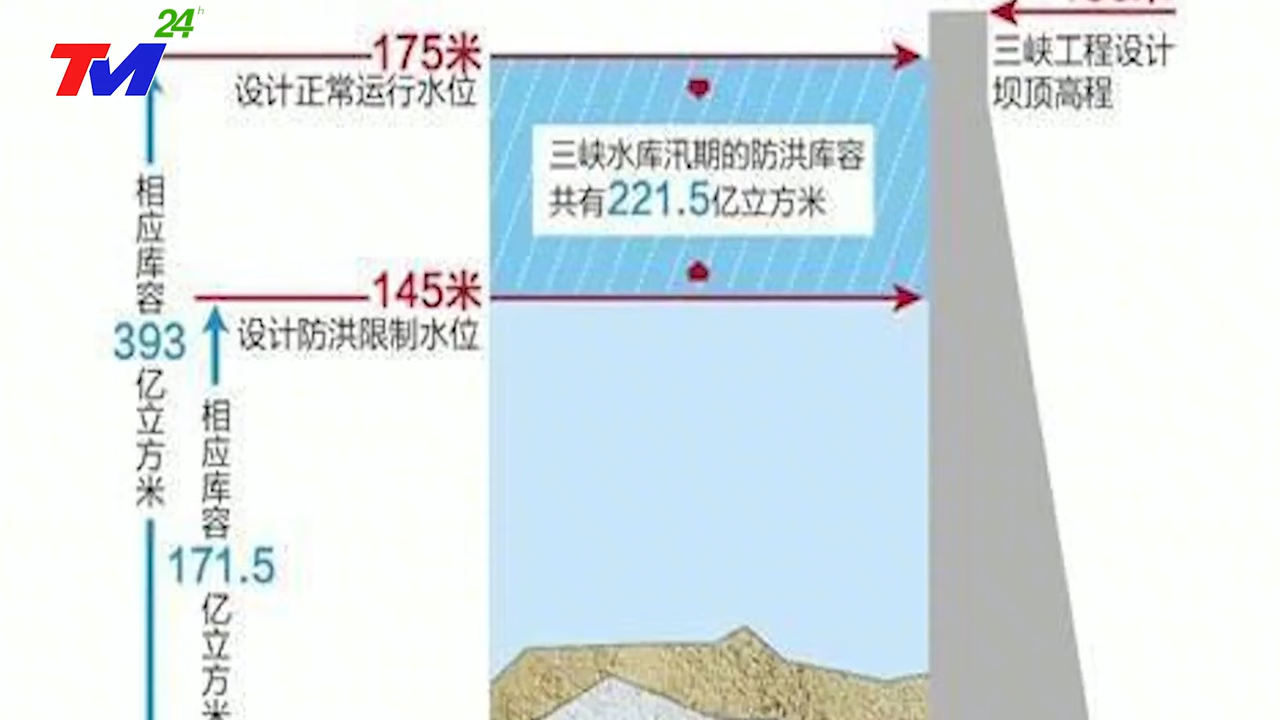 TM 24h
175米
设计正常运行水位
三峡工程设计
坝顶高程
三峡水库汛期的防洪库容
共有221.5亿立方米
145米
设计防洪限制水位
相应库容
393
亿立方米
相应库容
171.5
亿立方米